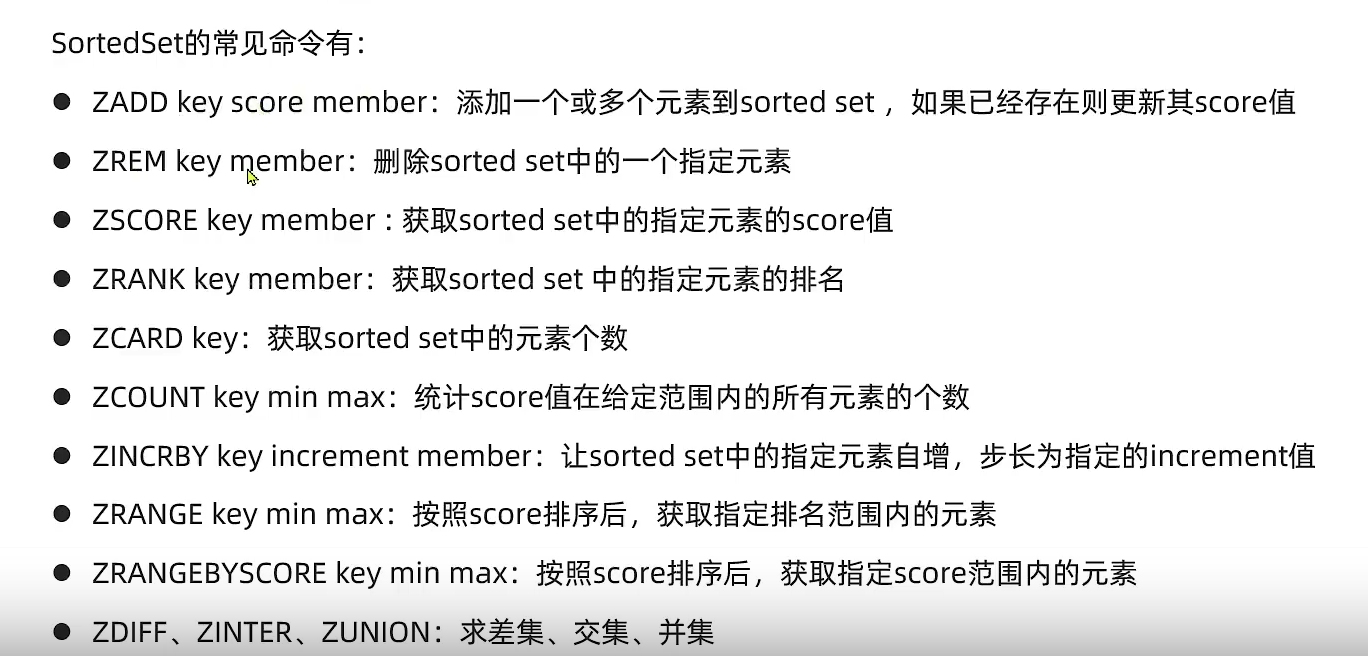 SortedSet的常见命令有：
● ZADD key score member：添加一个或多个元素到sorted set ，如果已经存在则更新其score值
● ZREM key member：删除sorted set中的一个指定元素
● ZSCORE key member : 获取sorted set中的指定元素的score值
● ZRANK key member：获取sorted set 中的指定元素的排名
● ZCARD key：获取sorted set中的元素个数
● ZCOUNT key min max：统计score值在给定范围内的所有元素的个数
● ZINCRBY key increment member：让sorted set中的指定元素自增，步长为指定的increment值
● ZRANGE key min max：按照score排序后，获取指定排名范围内的元素
● ZRANGEBYSCORE key min max：按照score排序后，获取指定score范围内的元素
● ZDIFF、ZINTER、ZUNION：求差集、交集、并集